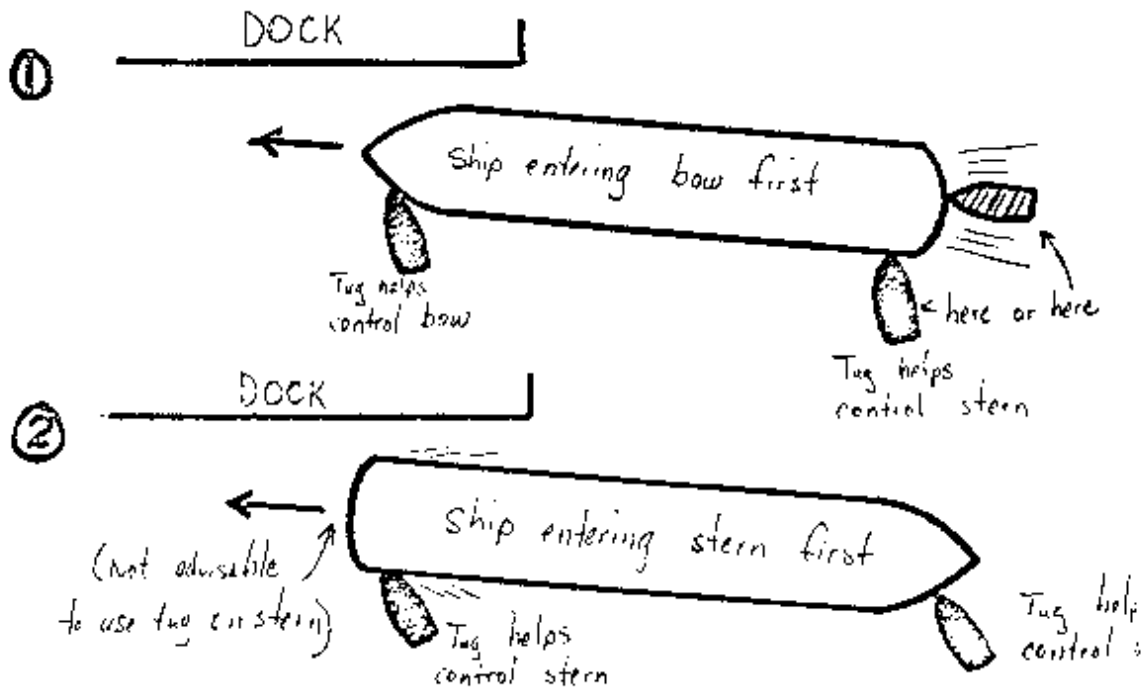 DOCK
1
Ship entering bow first
Tug helps
control bow
here or here
Tug helps
control stern
DOCK
2
Ship entering stern first
(not advisable
to use tug on stern)
Tug helps
control stern
Tug help
control